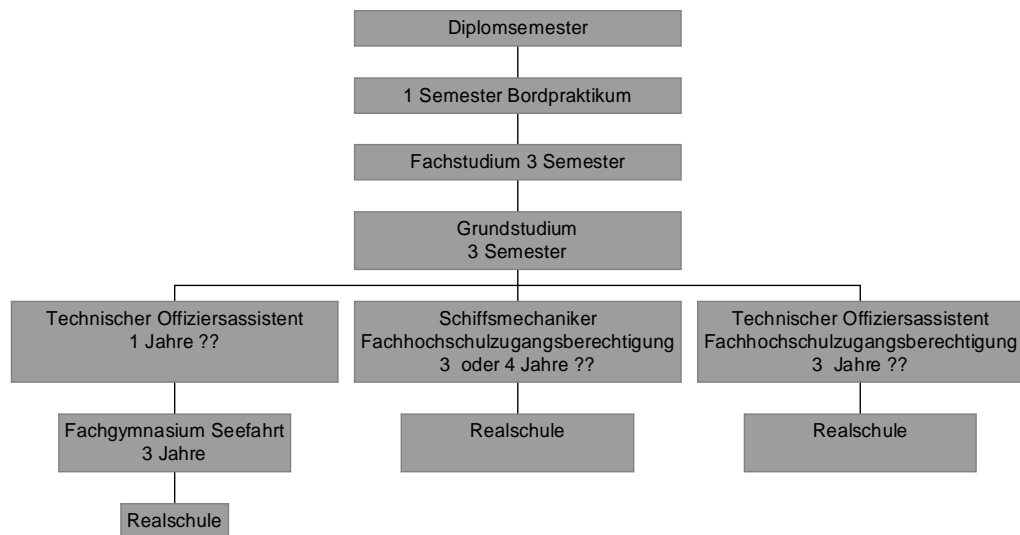 Diplomsemester
1 Semester Bordpraktikum
Fachstudium 3 Semester
Grundstudium
3 Semester
Technischer Offiziersassistent
1 Jahre ??
Schiffsmechaniker
Fachhochschulzugangsberechtigung
3 oder 4 Jahre ??
Technischer Offiziersassistent
Fachhochschulzugangsberechtigung
3 Jahre ??
Fachgymnasium Seefahrt
3 Jahre
Realschule
Realschule
Realschule